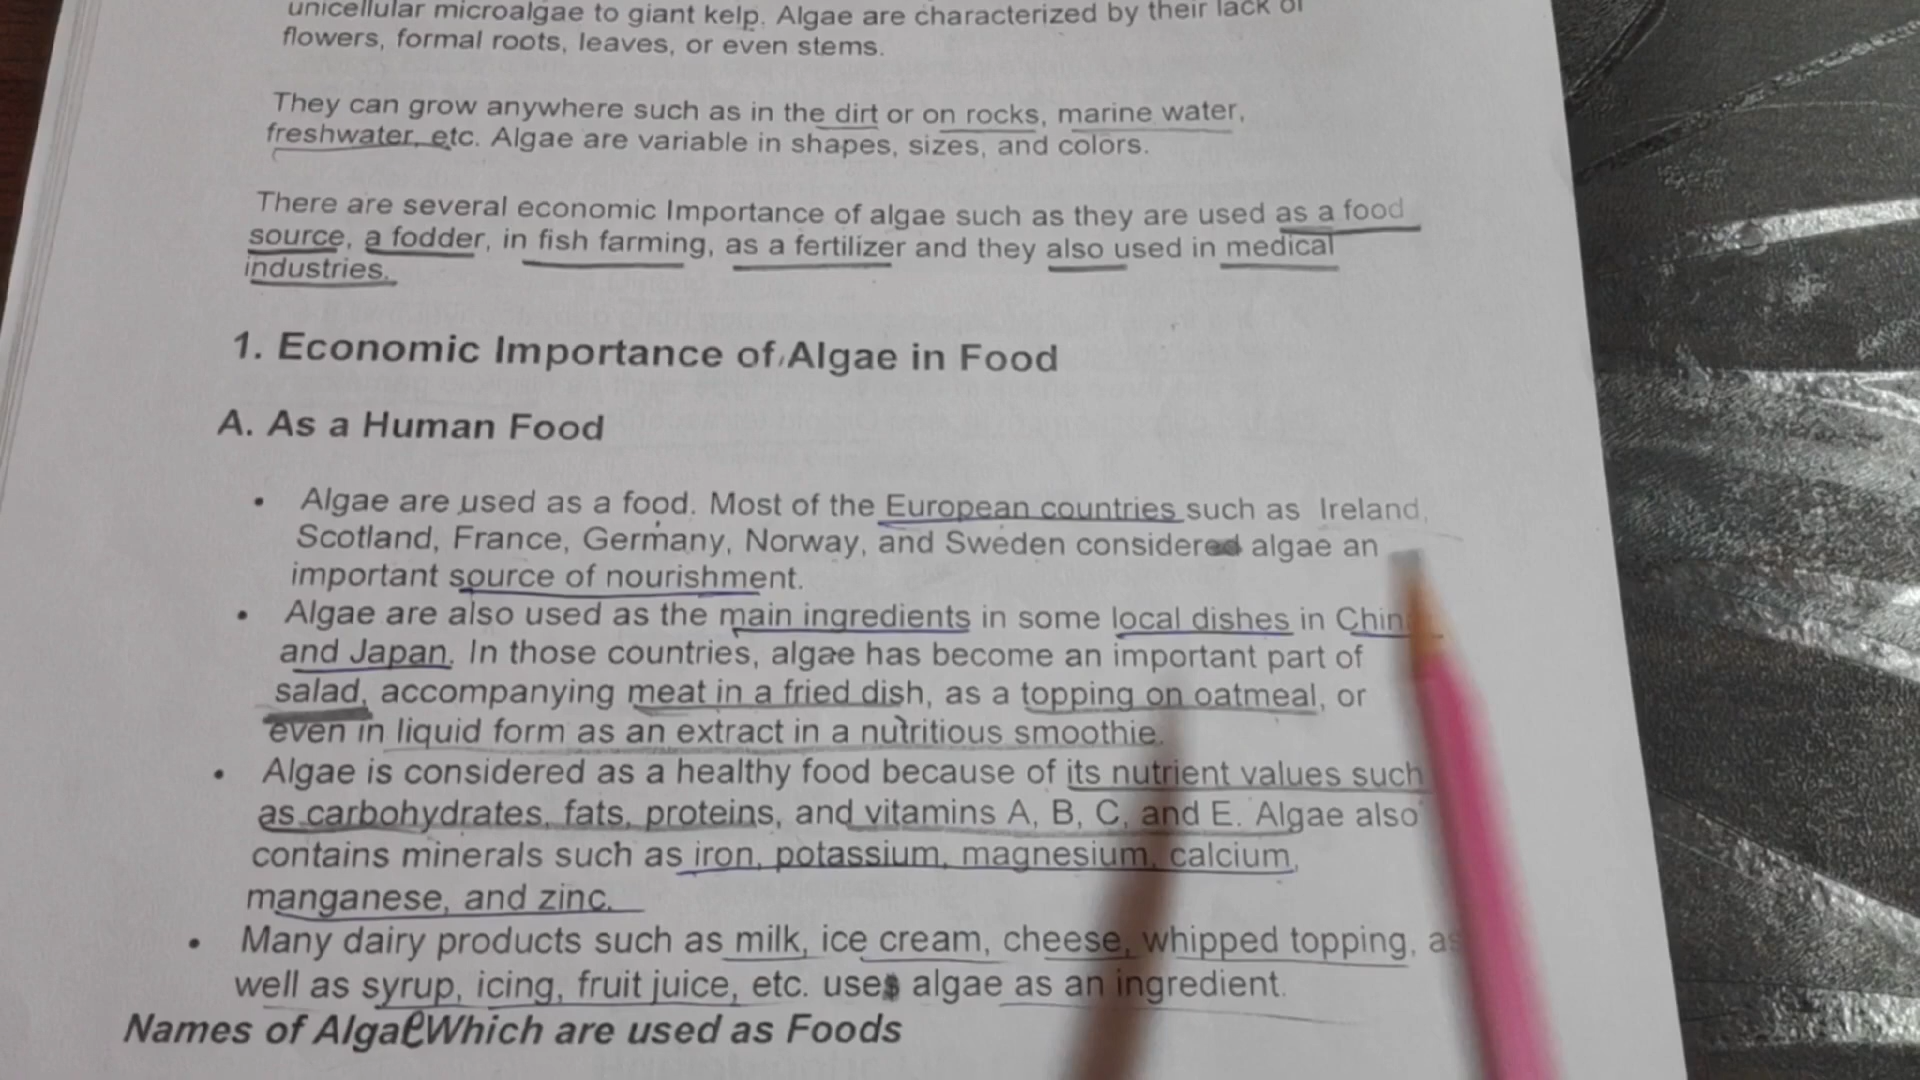 unicellular microalgae to giant kelp. Algae are characterized by their lack of
flowers, formal roots, leaves, or even stems.
They can grow anywhere such as in the dirt or on rocks, marine water,
freshwater, etc. Algae are variable in shapes, sizes, and colors.
There are several economic Importance of algae such as they are used as a food
source, a fodder, in fish farming, as a fertilizer and they also used in medical
industries.
1. Economic Importance of Algae in Food
A. As a Human Food
• Algae are used as a food. Most of the European countries such as Ireland,
Scotland, France, Germany, Norway, and Sweden considered algae an
important source of nourishment.
• Algae are also used as the main ingredients in some local dishes in Chin
and Japan. In those countries, algae has become an important part of
salad, accompanying meat in a fried dish, as a topping on oatmeal, or
even in liquid form as an extract in a nutritious smoothie.
• Algae is considered as a healthy food because of its nutrient values such
as carbohydrates, fats, proteins, and vitamins A, B, C, and E. Algae also
contains minerals such as iron, potassium, magnesium, calcium,
manganese, and zinc.
• Many dairy products such as milk, ice cream, cheese, whipped topping, as
well as syrup, icing, fruit juice, etc. uses algae as an ingredient.
Names of Algae Which are used as Foods